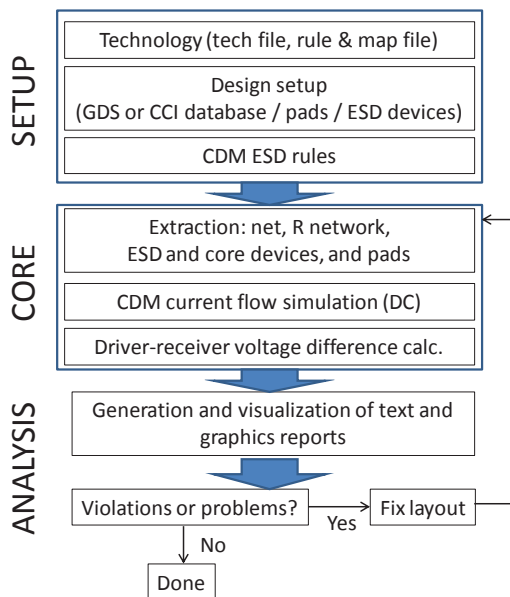 SETUP
Technology (tech file, rule & map file)
Design setup
(GDS or CCI database / pads / ESD devices)
CDM ESD rules
CORE
Extraction: net, R network,
ESD and core devices, and pads
CDM current flow simulation (DC)
Driver-receiver voltage difference calc.
ANALYSIS
Generation and visualization of text and
graphics reports
Violations or problems?
Yes
Fix layout
No
Done